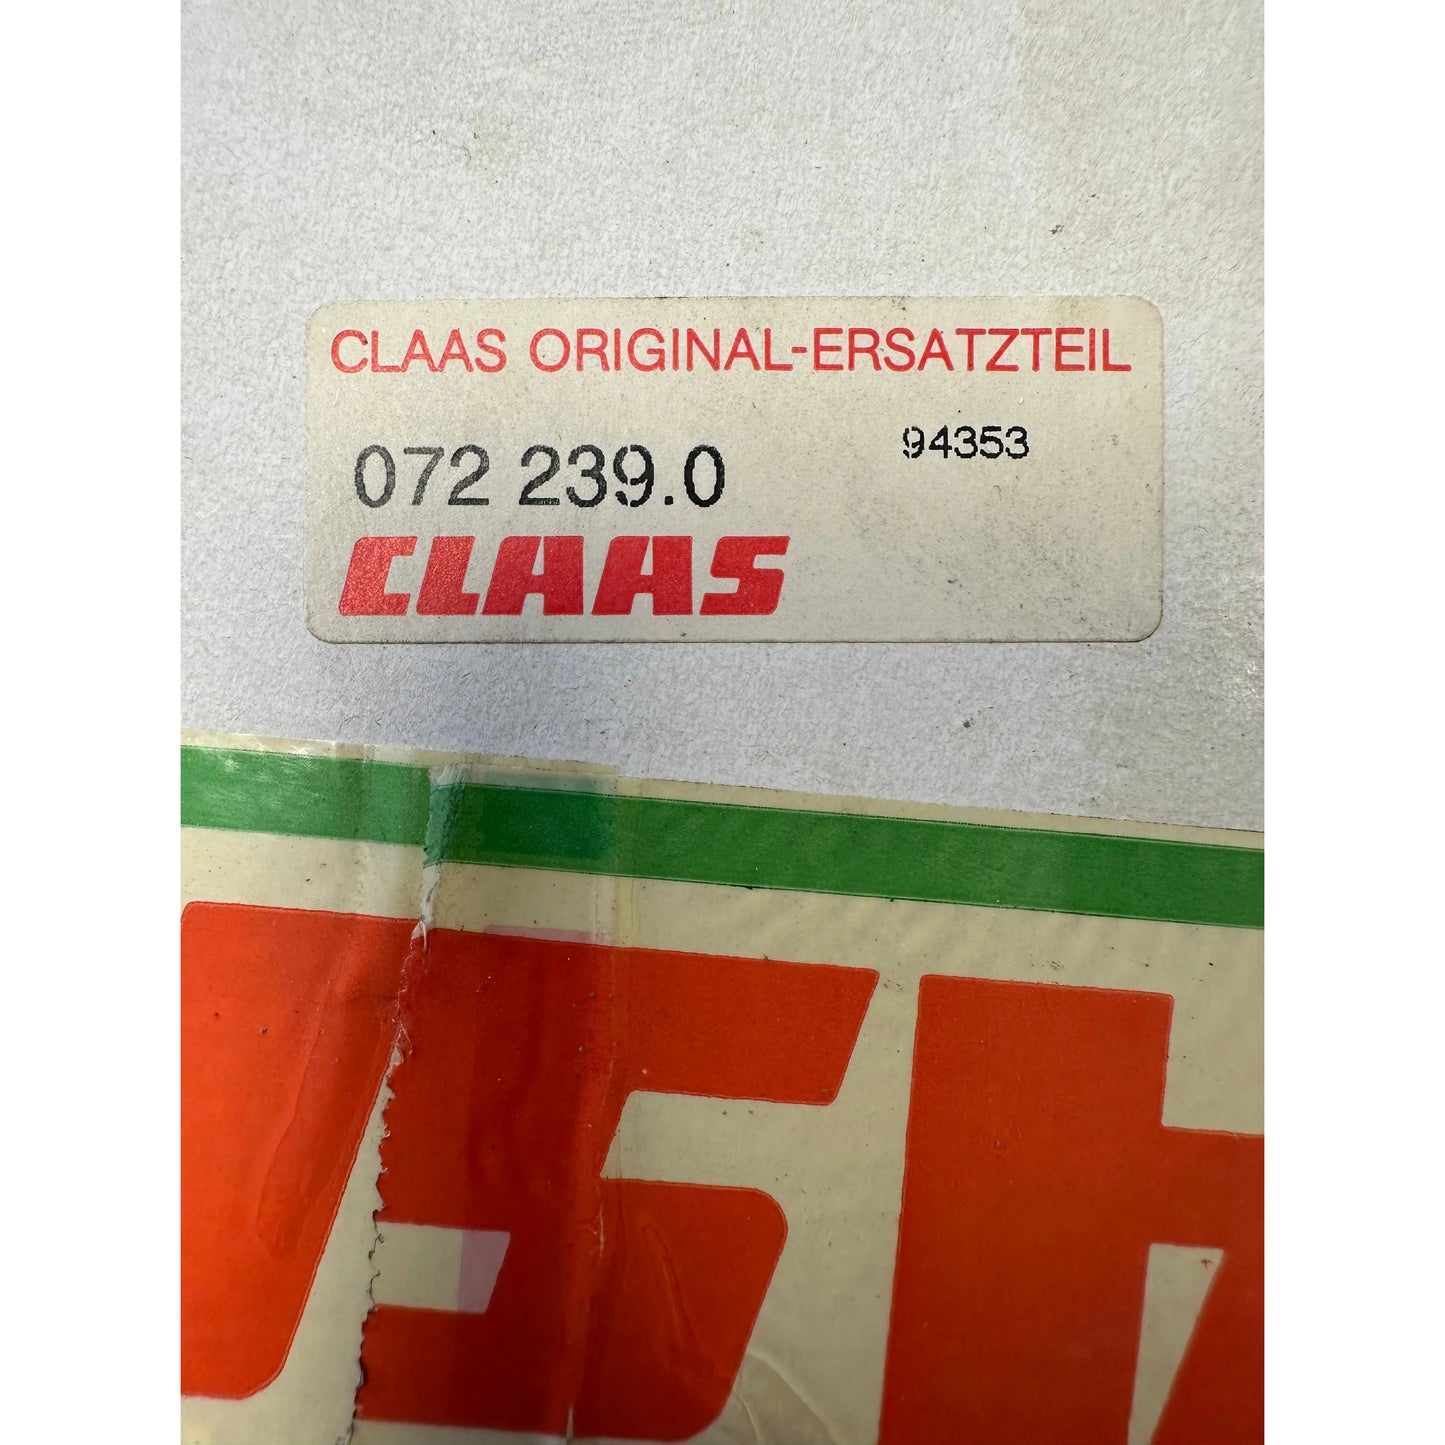 CLAAS ORIGINAL-ERSATZTEIL
072 239.0 94353
CLAAS